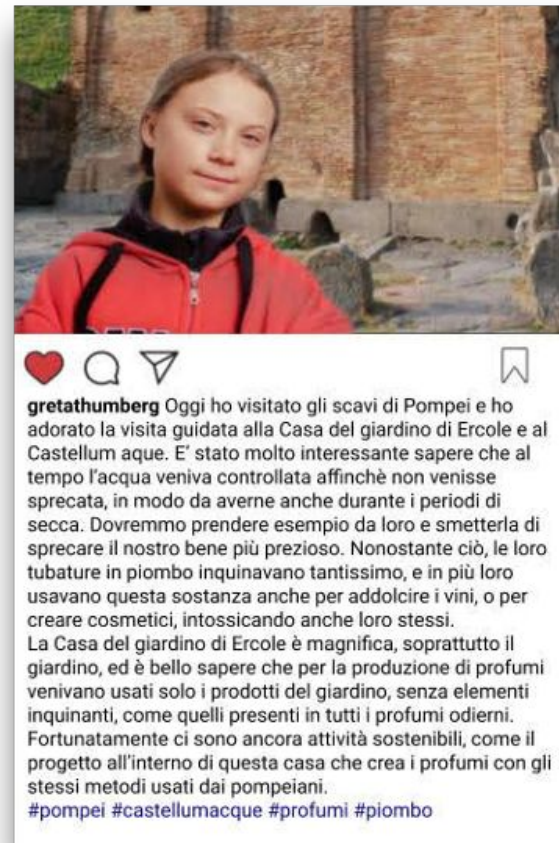 gretathumberg Oggi ho visitato gli scavi di Pompei e ho
adorato la visita guidata alla Casa del giardino di Ercole e al
Castellum aque. E' stato molto interessante sapere che al
tempo l'acqua veniva controllata affinchè non venisse
sprecata, in modo da averne anche durante i periodi di
secca. Dovremmo prendere esempio da loro e smetterla di
sprecare il nostro bene più prezioso. Nonostante ciò, le loro
tubature in piombo inquinavano tantissimo, e in più loro
usavano questa sostanza anche per addolcire i vini, o per
creare cosmetici, intossicando anche loro stessi.
La Casa del giardino di Ercole è magnifica, soprattutto il
giardino, ed è bello sapere che per la produzione di profumi
venivano usati solo i prodotti del giardino, senza elementi
inquinanti, come quelli presenti in tutti i profumi odierni.
Fortunatamente ci sono ancora attività sostenibili, come il
progetto all'interno di questa casa che crea i profumi con gli
stessi metodi usati dai pompeiani.
#pompei #castellumacque #profumi #piombo